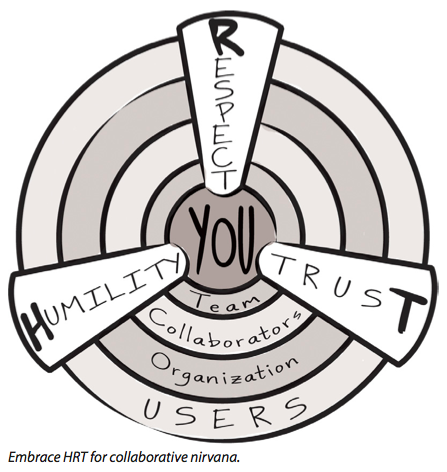 RESPECT
YOU
HUMILITY
TRUST
Team
Collaborators
Organization
USERS
Embrace HRT for collaborative nirvana.